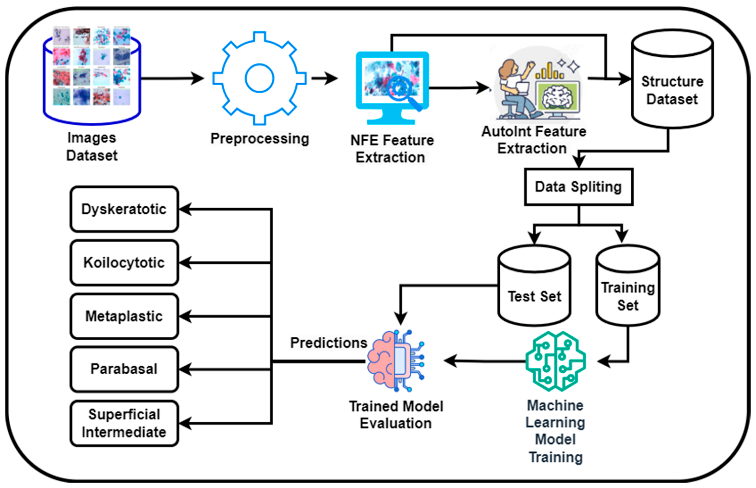 Images
Dataset
Preprocessing
NFE Feature
Extraction
AutoInt Feature
Extraction
Structure
Dataset
Data Spliting
Test Set
Training
Set
Machine
Learning
Model
Training
Trained Model
Evaluation
Predictions
Dyskeratotic
Koilocytotic
Metaplastic
Parabasal
Superficial
Intermediate